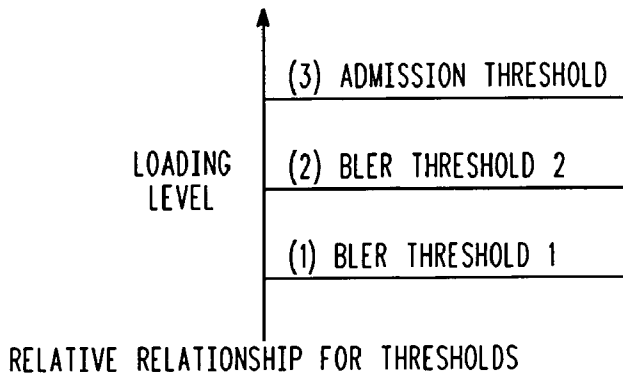 (3) ADMISSION THRESHOLD
(2) BLER THRESHOLD 2
LOADING
LEVEL
(1) BLER THRESHOLD 1
RELATIVE RELATIONSHIP FOR THRESHOLDS